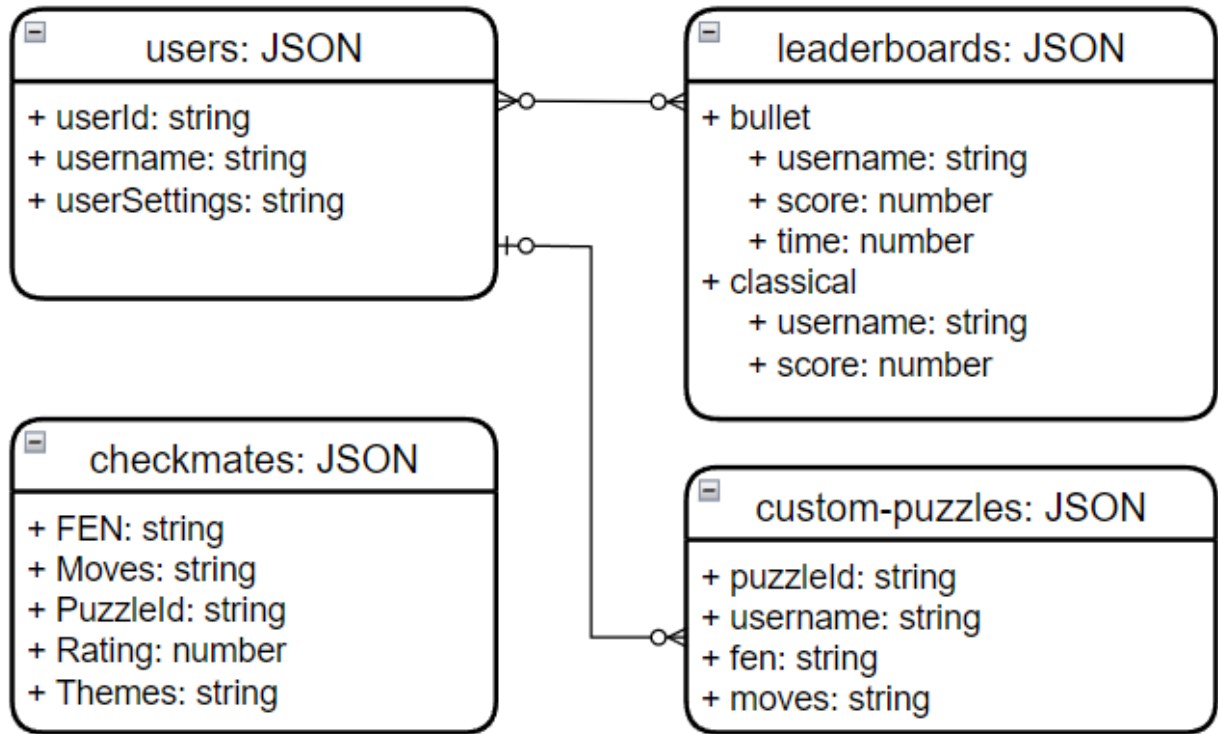 users: JSON
+ userId: string
+ username: string
+ userSettings: string
leaderboards: JSON
+ bullet
+ username: string
+ score: number
+ time: number
+ classical
+ username: string
+ score: number
checkmates: JSON
+ FEN: string
+ Moves: string
+ PuzzleId: string
+ Rating: number
+ Themes: string
custom-puzzles: JSON
+ puzzleId: string
+ username: string
+ fen: string
+ moves: string